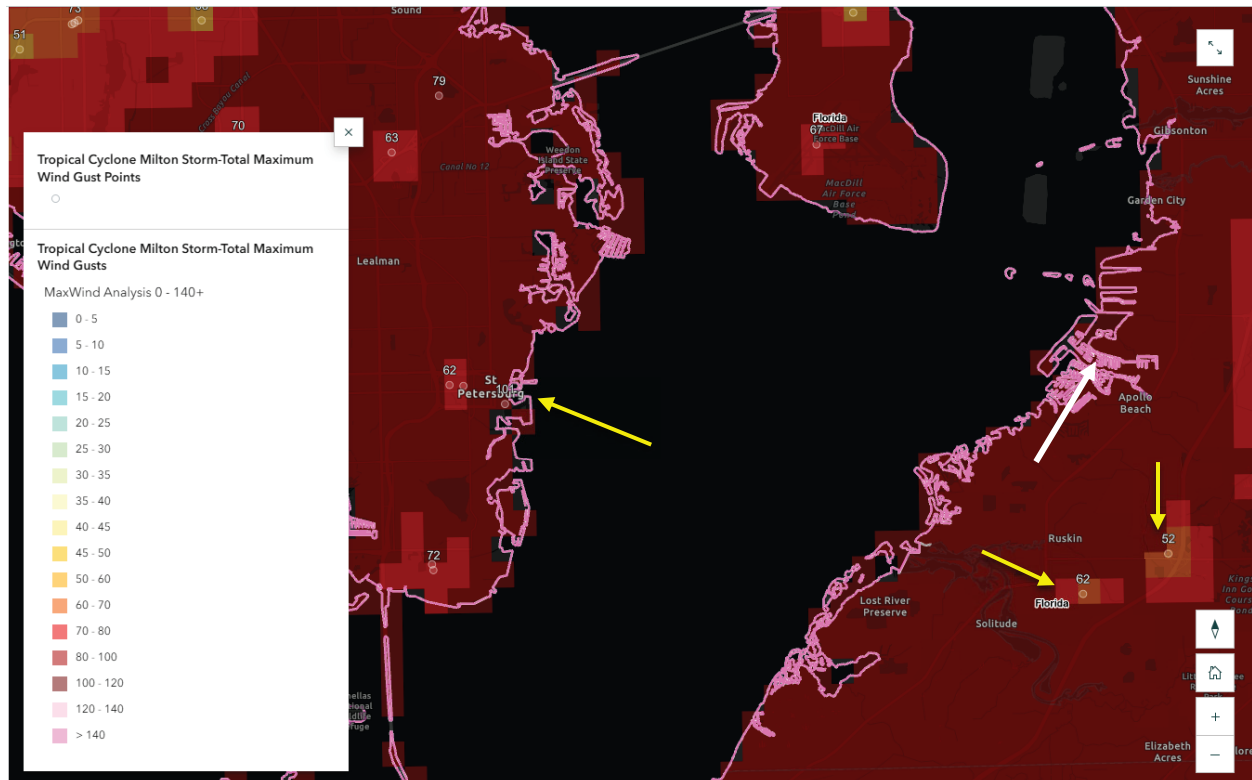 73
58
51
Sound
79
70
Cross Bayou Canal
63
Canal No 12
Weedon
Island State
Preserve
Florida
67
MacDill Air
Force Base
MacDill
Air Force
Base
Pond
Sunshine
Acres
Gibsonton
Garden City
×
Tropical Cyclone Milton Storm-Total Maximum
Wind Gust Points
Tropical Cyclone Milton Storm-Total Maximum
Wind Gusts
MaxWind Analysis 0 - 140+
0 - 5
5 - 10
10 - 15
15 - 20
20 - 25
25 - 30
30 - 35
35 - 40
40 - 45
45 - 50
50 - 60
60 - 70
70 - 80
80 - 100
100 - 120
120 - 140
> 140
Lealman
62
St
Petersburg
101
72
Apollo
Beach
52
Ruskin
62
Florida
Solitude
Lost River
Preserve
Elizabeth
Acres
+
−